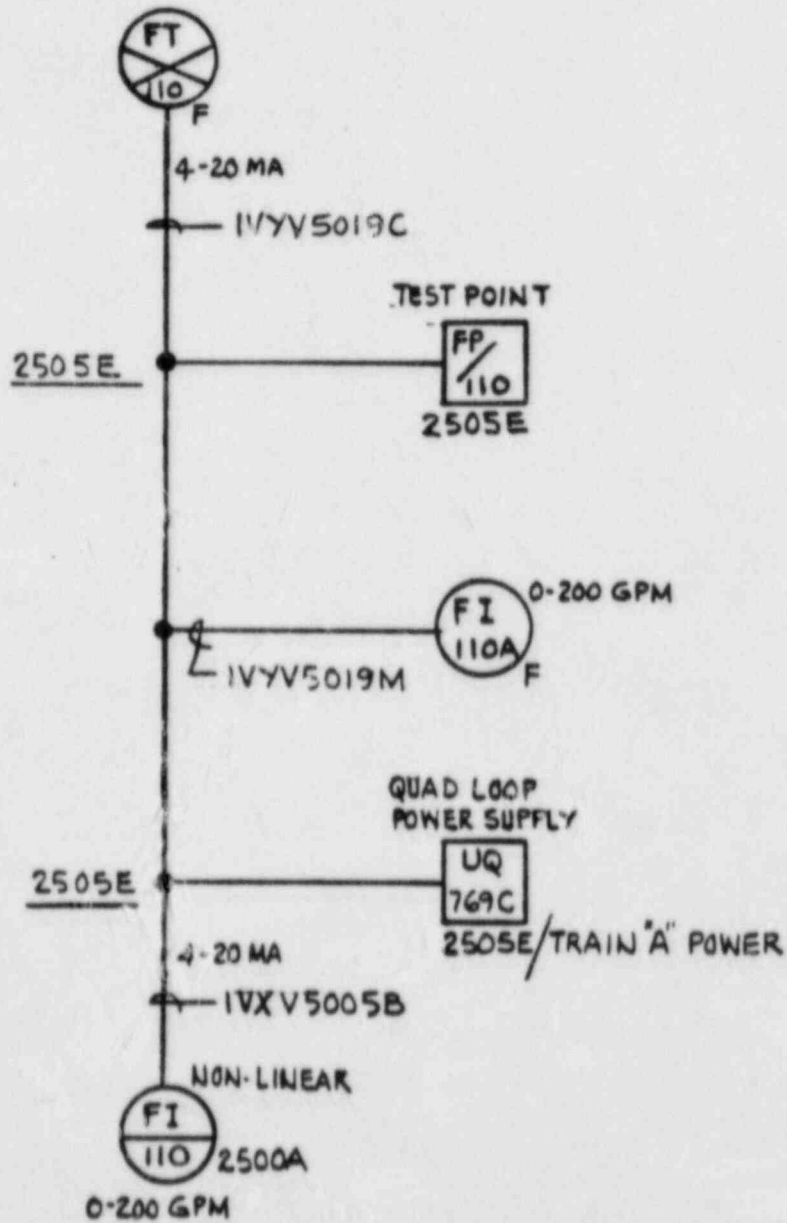 FT
110
F
4-20 MA
1VYV5019C
TEST POINT
FP
110
2505E
2505E
0-200 GPM
FI
110A
F
1VYV5019M
QUAD LOOP
POWER SUPPLY
UQ
769C
2505E
2505E/TRAIN "A" POWER
4-20 MA
1VXV5005B
NON-LINEAR
FI
110
2500A
0-200 GPM